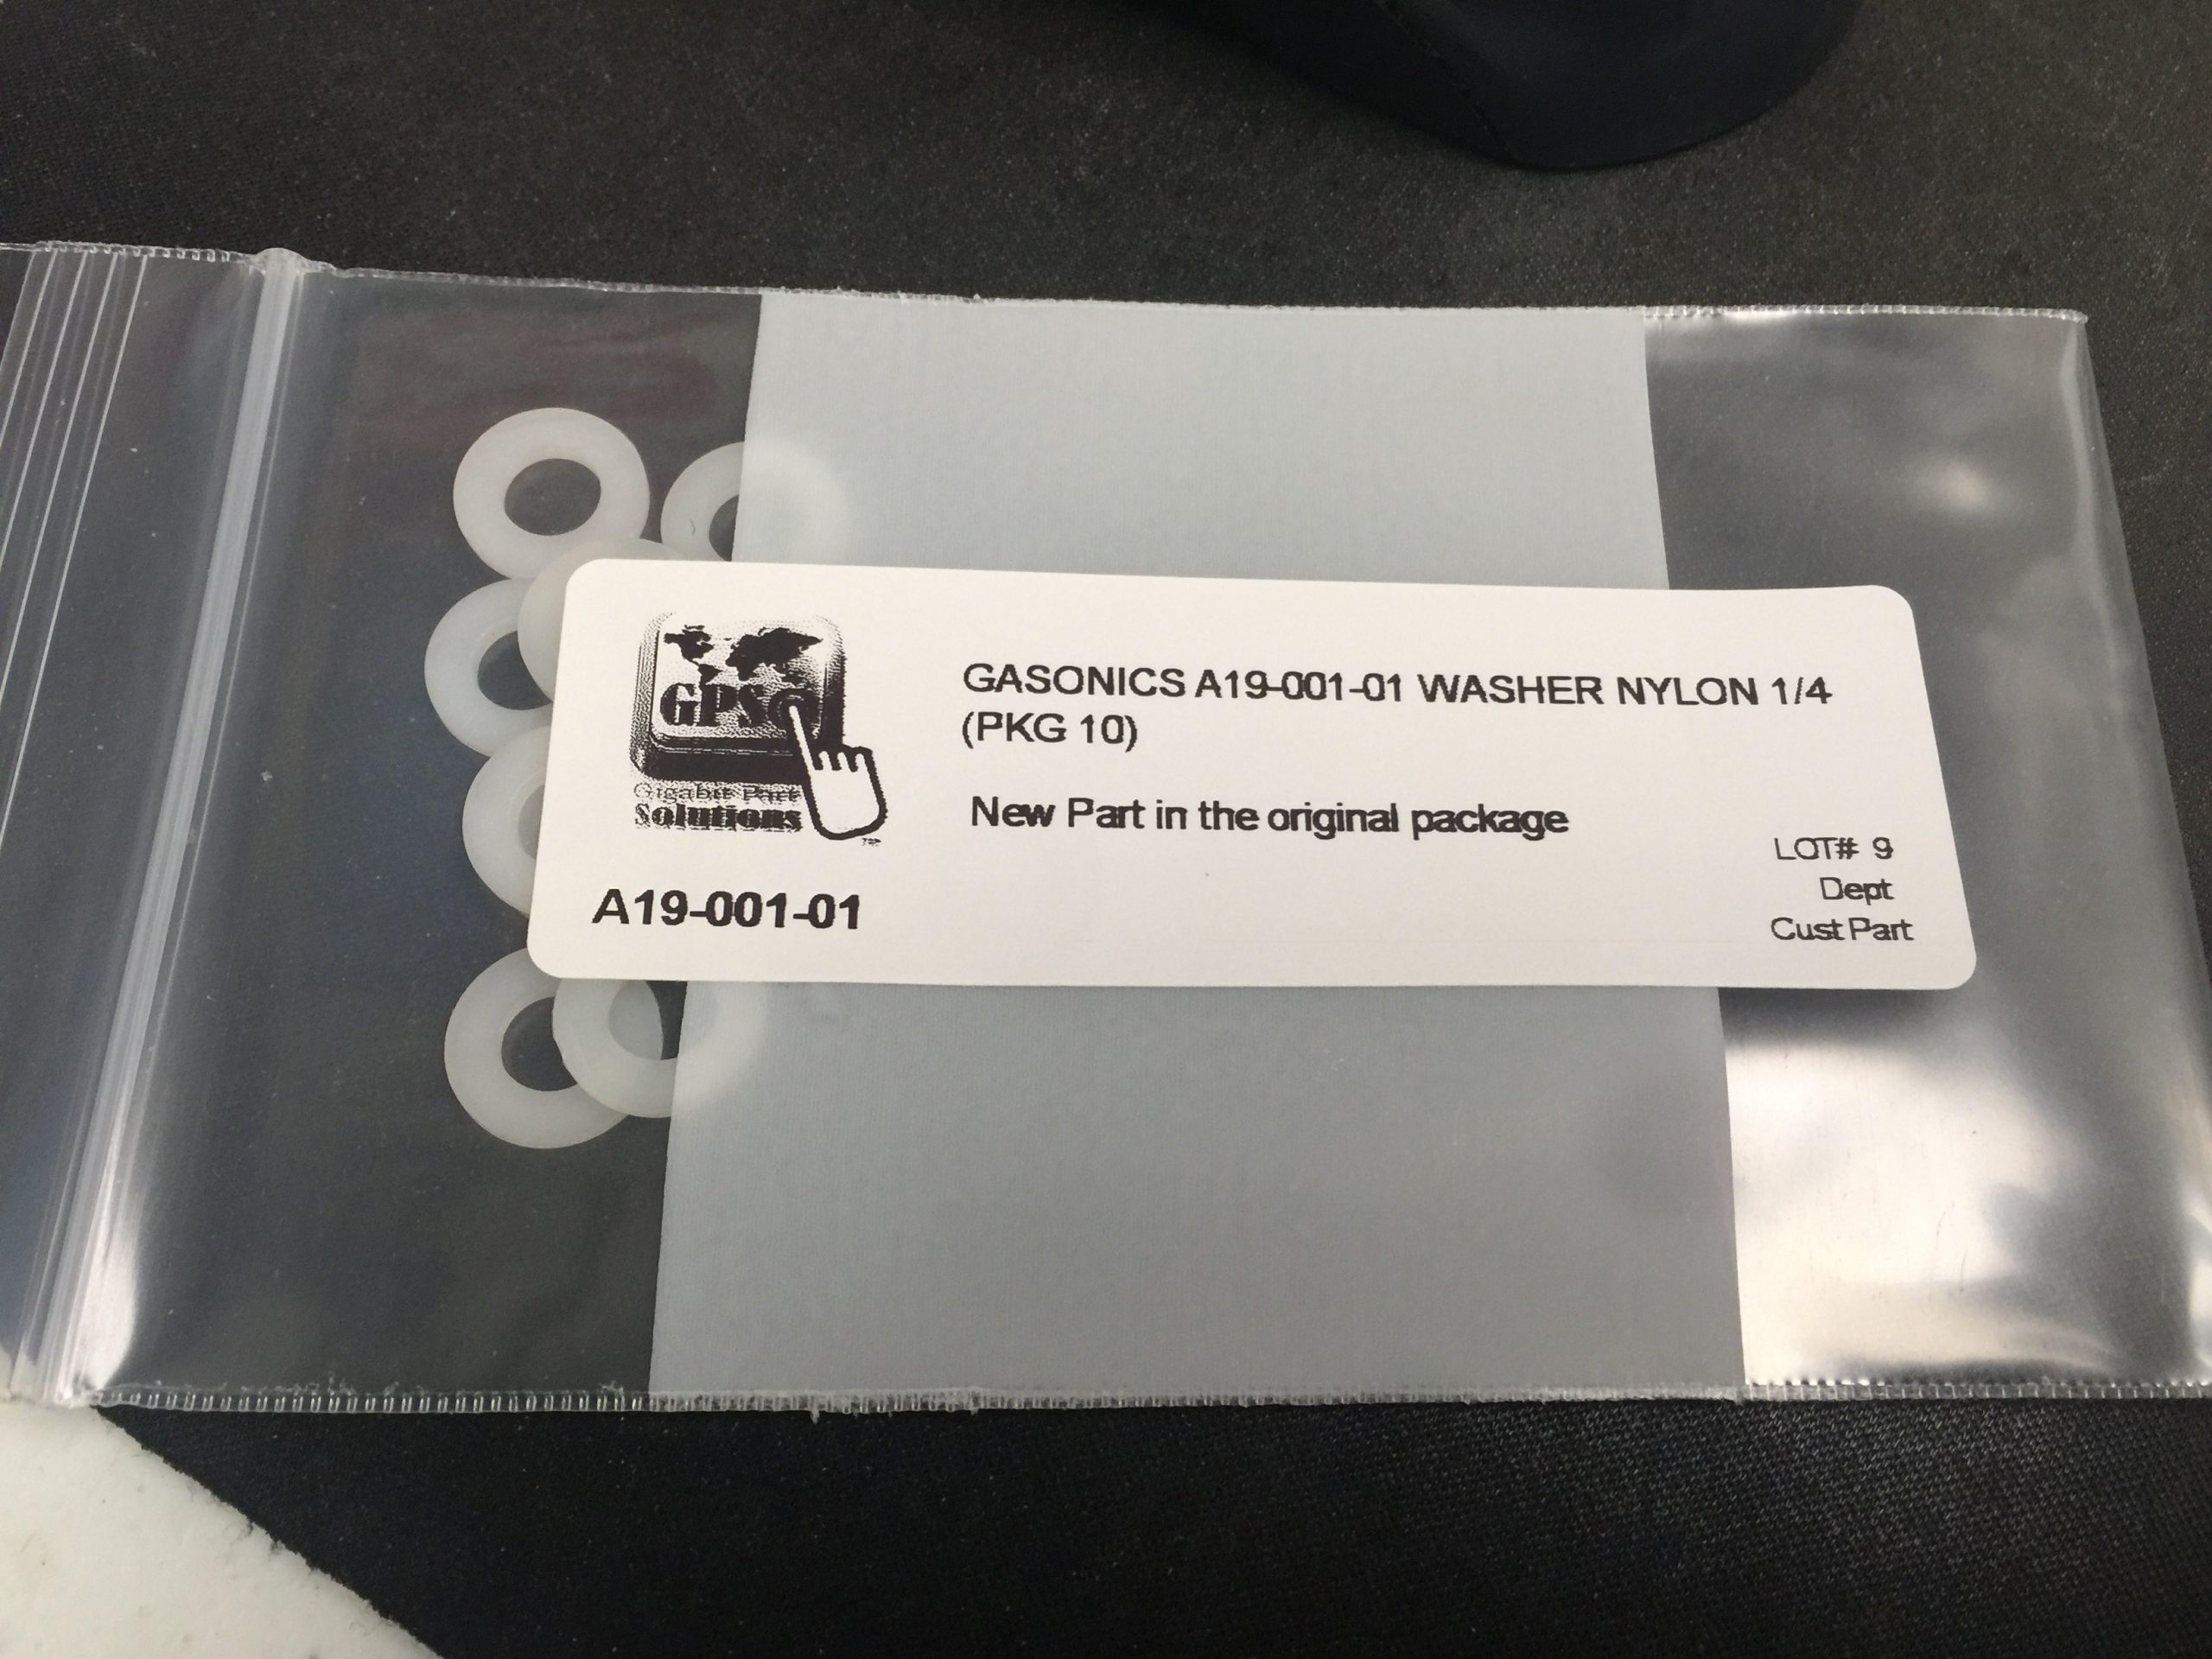 GPS
Gigabit Part
Solutions
TM
GASONICS A19-001-01 WASHER NYLON 1/4
(PKG 10)
New Part in the original package
LOT# 9
Dept
Cust Part
A19-001-01